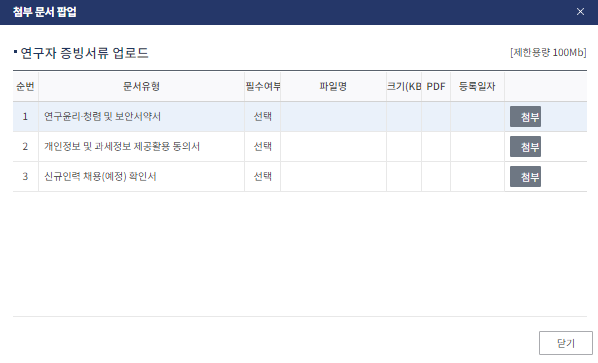 첨부 문서 팝업
연구자 증빙서류 업로드
[제한용량 100Mb]
순번 문서유형 필수여부 파일명 크기(KB PDF 등록일자
1 연구윤리·청렴 및 보안서약서 선택 첨부
2 개인정보 및 과세정보 제공활용 동의서 선택 첨부
3 신규인력 채용(예정) 확인서 선택 첨부
닫기